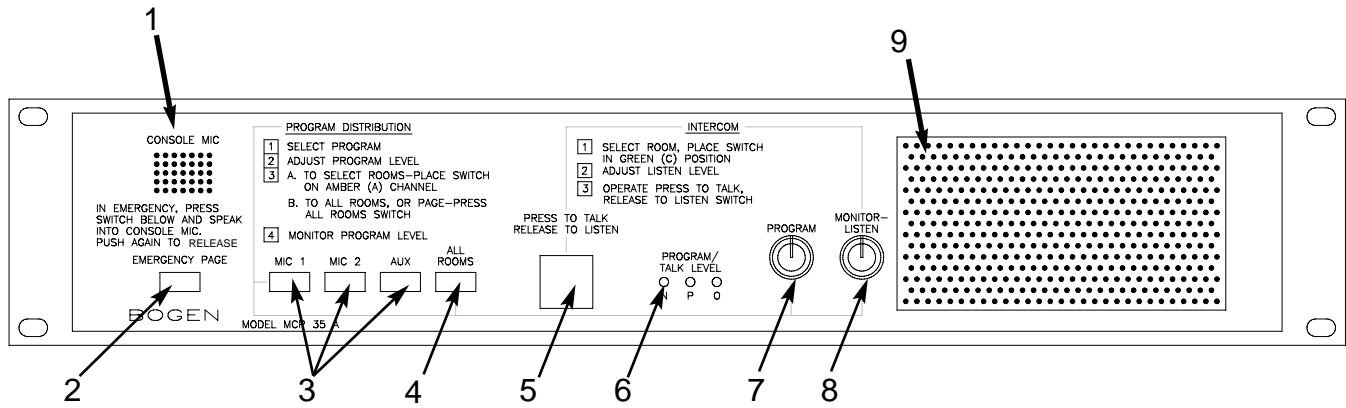 1
9
CONSOLE MIC
IN EMERGENCY, PRESS
SWITCH BELOW AND SPEAK
INTO CONSOLE MIC.
PUSH AGAIN TO RELEASE
EMERGENCY PAGE
BOGEN
PROGRAM DISTRIBUTION
1 SELECT PROGRAM
2 ADJUST PROGRAM LEVEL
3 A. TO SELECT ROOMS-PLACE SWITCH
ON AMBER (A) CHANNEL
B. TO ALL ROOMS, OR PAGE-PRESS
ALL ROOMS SWITCH
4 MONITOR PROGRAM LEVEL
MIC 1
MIC 2
AUX
ALL
ROOMS
MODEL MCP 35 A
INTERCOM
1 SELECT ROOM, PLACE SWITCH
IN GREEN (C) POSITION
2 ADJUST LISTEN LEVEL
3 OPERATE PRESS TO TALK,
RELEASE TO LISTEN SWITCH
PRESS TO TALK
RELEASE TO LISTEN
PROGRAM/
TALK LEVEL
N P O
PROGRAM
MONITOR-
LISTEN
2
3
4
5
6
7
8